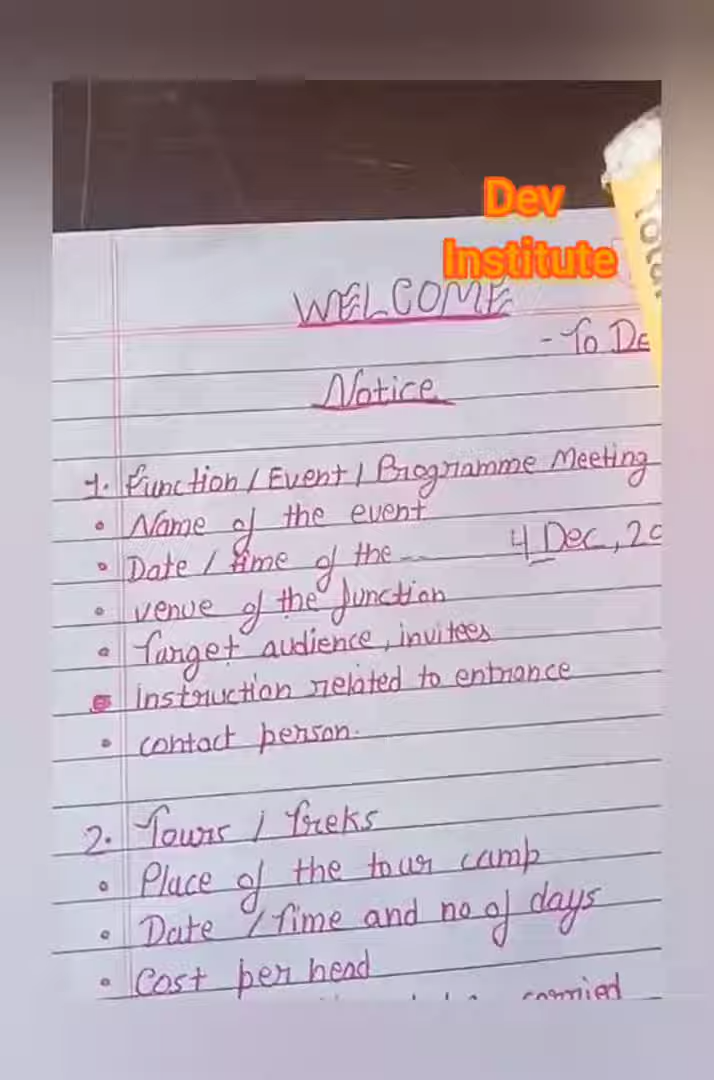 Dev
Institute
WELCOME
- To De
Notice
1. Function / Event / Programme Meeting
• Name of the event
• Date / time of the ---- 4 Dec, 20
• venue of the function
• Target audience, invitees
• instruction related to entrance
• contact person.
2. Tours / Treks
• Place of the tour camp
• Date / Time and no of days
• Cost per head
carried